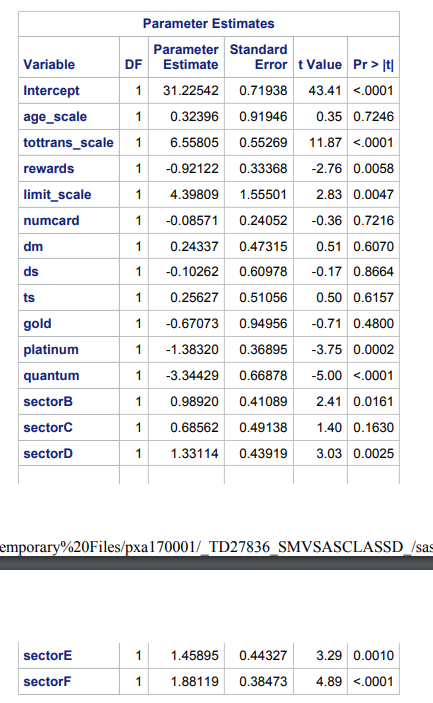 Parameter Estimates
Variable DF Parameter Estimate Standard Error t Value Pr > |t|
Intercept 1 31.22542 0.71938 43.41 <.0001
age_scale 1 0.32396 0.91946 0.35 0.7246
tottrans_scale 1 6.55805 0.55269 11.87 <.0001
rewards 1 -0.92122 0.33368 -2.76 0.0058
limit_scale 1 4.39809 1.55501 2.83 0.0047
numcard 1 -0.08571 0.24052 -0.36 0.7216
dm 1 0.24337 0.47315 0.51 0.6070
ds 1 -0.10262 0.60978 -0.17 0.8664
ts 1 0.25627 0.51056 0.50 0.6157
gold 1 -0.67073 0.94956 -0.71 0.4800
platinum 1 -1.38320 0.36895 -3.75 0.0002
quantum 1 -3.34429 0.66878 -5.00 <.0001
sectorB 1 0.98920 0.41089 2.41 0.0161
sectorC 1 0.68562 0.49138 1.40 0.1630
sectorD 1 1.33114 0.43919 3.03 0.0025
emporary%20Files/pxa170001/_TD27836_SMVSASCLASSD_/sas
sectorE 1 1.45895 0.44327 3.29 0.0010
sectorF 1 1.88119 0.38473 4.89 <.0001